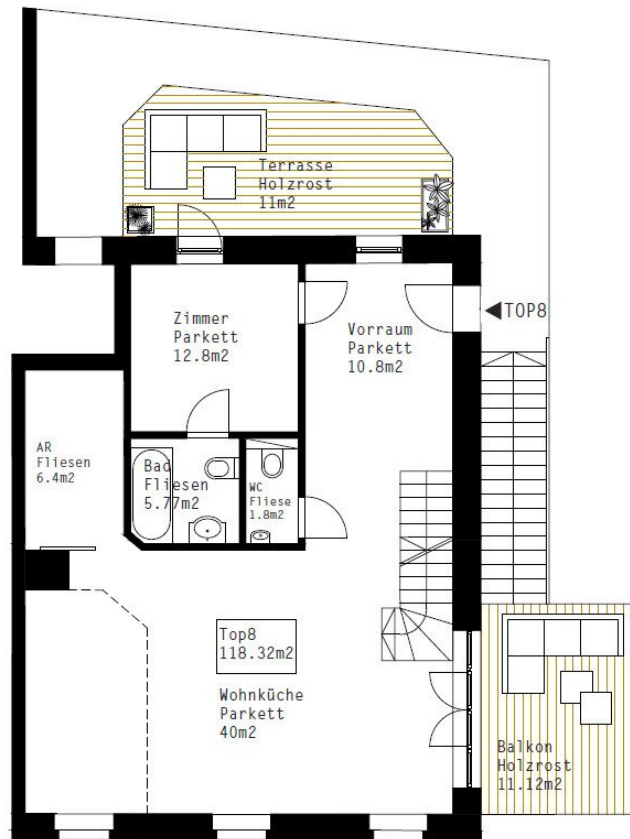 Terrasse
Holzrost
11m2
TOP8
Zimmer
Parkett
12.8m2
Vorraum
Parkett
10.8m2
AR
Fliesen
6.4m2
Bad
Fliesen
5.77m2
WC
Fliese
1.8m2
Top8
118.32m2
Wohnküche
Parkett
40m2
Balkon
Holzrost
11.12m2